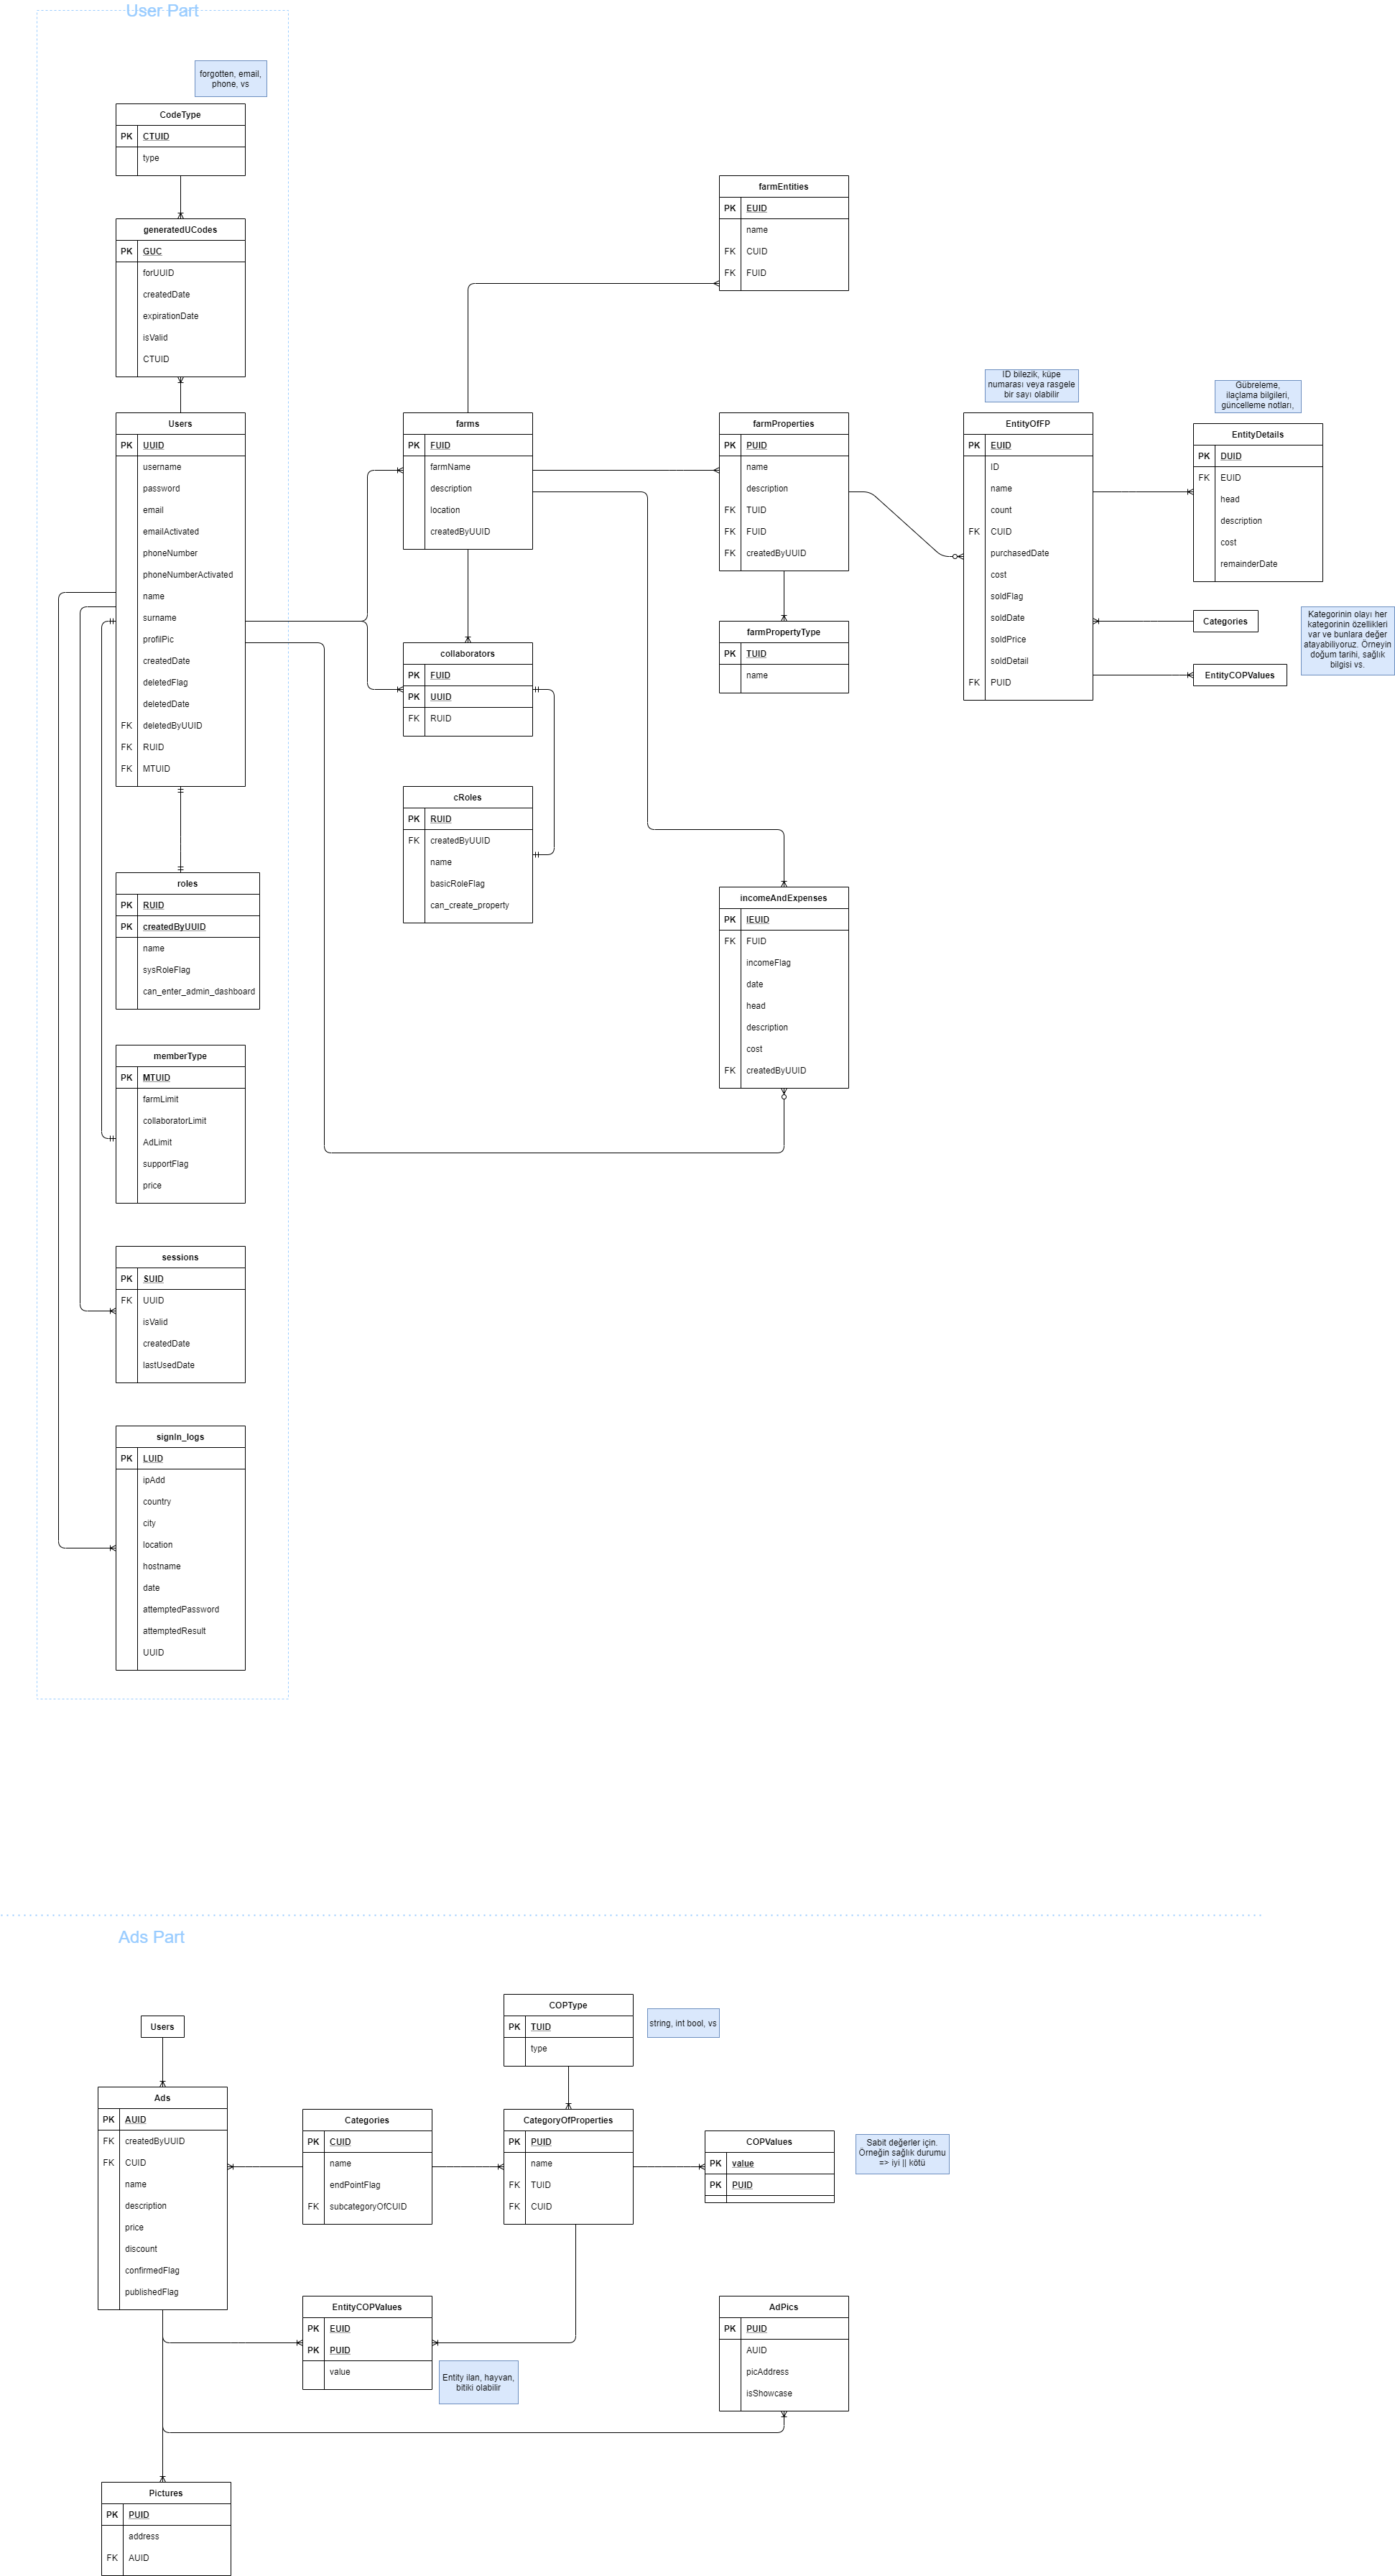 User Part
forgotten, email,
phone, vs
CodeType
PK CTUID
type
generatedUCodes
PK GUC
forUUID
createdDate
expirationDate
isValid
CTUID
Users
PK UUID
username
password
email
emailActivated
phoneNumber
phoneNumberActivated
name
surname
profilPic
createdDate
deletedFlag
deletedDate
FK deletedByUUID
FK RUID
FK MTUID
roles
PK RUID
PK createdByUUID
name
sysRoleFlag
can_enter_admin_dashboard
memberType
PK MTUID
farmLimit
collaboratorLimit
AdLimit
supportFlag
price
sessions
PK SUID
FK UUID
isValid
createdDate
lastUsedDate
signIn_logs
PK LUID
ipAdd
country
city
location
hostname
date
attemptedPassword
attemptedResult
UUID
farms
PK FUID
farmName
description
location
createdByUUID
collaborators
PK FUID
PK UUID
FK RUID
cRoles
PK RUID
FK createdByUUID
name
basicRoleFlag
can_create_property
farmEntities
PK EUID
name
FK CUID
FK FUID
farmProperties
PK PUID
name
description
FK TUID
FK FUID
FK createdByUUID
farmPropertyType
PK TUID
name
incomeAndExpenses
PK IEUID
FK FUID
incomeFlag
date
head
description
cost
FK createdByUUID
ID bilezik, küpe
numarası veya rasgele
bir sayı olabilir
EntityOfFP
PK EUID
ID
name
count
FK CUID
purchasedDate
cost
soldFlag
soldDate
soldPrice
soldDetail
FK PUID
Gübreleme,
ilaçlama bilgileri,
güncelleme notları,
EntityDetails
PK DUID
FK EUID
head
description
cost
remainderDate
Categories
EntityCOPValues
Kategorinin olayı her
kategorinin özellikleri
var ve bunlara değer
atayabiliyoruz. Örneyin
doğum tarihi, sağlık
bilgisi vs.
Ads Part
Users
Ads
PK AUID
FK createdByUUID
FK CUID
name
description
price
discount
confirmedFlag
publishedFlag
Categories
PK CUID
name
endPointFlag
FK subcategoryOfCUID
COPType
PK TUID
type
string, int bool, vs
CategoryOfProperties
PK PUID
name
FK TUID
FK CUID
COPValues
PK value
PK PUID
Sabit değerler için.
Örneğin sağlık durumu
=> iyi || kötü
EntityCOPValues
PK EUID
PK PUID
value
Entity ilan, hayvan,
bitiki olabilir
AdPics
PK PUID
AUID
picAddress
isShowcase
Pictures
PK PUID
address
FK AUID